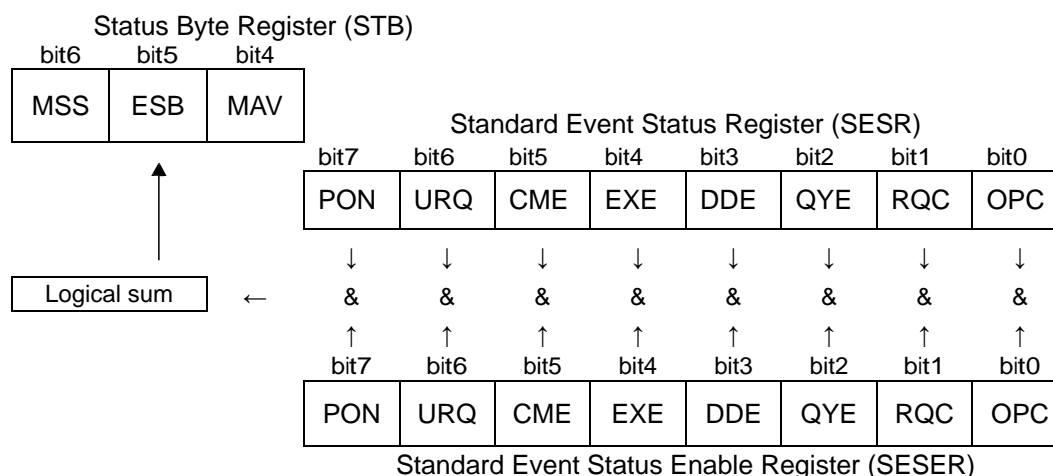 Status Byte Register (STB)
bit6 bit5 bit4
MSS ESB MAV
Standard Event Status Register (SESR)
bit7 bit6 bit5 bit4 bit3 bit2 bit1 bit0
PON URQ CME EXE DDE QYE RQC OPC
↓ ↓ ↓ ↓ ↓ ↓ ↓ ↓
Logical sum ← & & & & & & & &
↑ ↑ ↑ ↑ ↑ ↑ ↑ ↑
bit7 bit6 bit5 bit4 bit3 bit2 bit1 bit0
PON URQ CME EXE DDE QYE RQC OPC
Standard Event Status Enable Register (SESER)